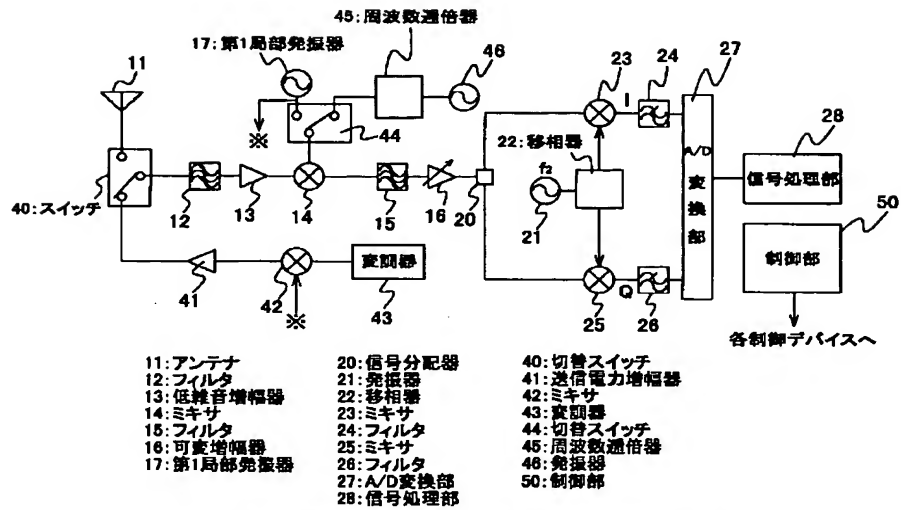 45:周波数逓倍器
17:第1局部発振器
46
23
24
27
11
I
※
44
22:移相器
28
A/D変換部
信号処理部
f₂
40:スイッチ
12
13
14
15
16
20
21
50
制御部
変調器
41
42
43
※
25
Q
26
各制御デバイスへ
11:アンテナ
12:フィルタ
13:低雑音増幅器
14:ミキサ
15:フィルタ
16:可変増幅器
17:第1局部発振器
20:信号分配器
21:発振器
22:移相器
23:ミキサ
24:フィルタ
25:ミキサ
26:フィルタ
27:A/D変換部
28:信号処理部
40:切替スイッチ
41:送信電力増幅器
42:ミキサ
43:変調器
44:切替スイッチ
45:周波数逓倍器
46:発振器
50:制御部